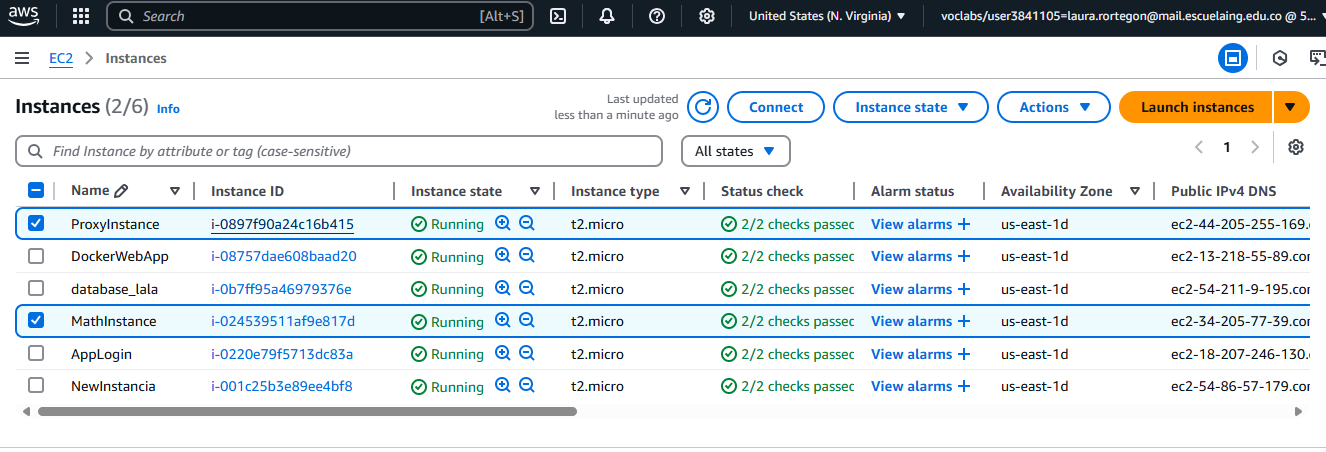 aws Search [Alt+S] United States (N. Virginia) voclabs/user3841105=laura.rortegon@mail.escuelaing.edu.co @ 5...
EC2 > Instances
Instances (2/6) Info Last updated less than a minute ago Connect Instance state Actions Launch instances
Find Instance by attribute or tag (case-sensitive) All states 1
Name Instance ID Instance state Instance type Status check Alarm status Availability Zone Public IPv4 DNS
ProxyInstance i-0897f90a24c16b415 Running t2.micro 2/2 checks passec View alarms + us-east-1d ec2-44-205-255-169.
DockerWebApp i-08757dae608baad20 Running t2.micro 2/2 checks passec View alarms + us-east-1d ec2-13-218-55-89.cor
database_lala i-0b7ff95a46979376e Running t2.micro 2/2 checks passec View alarms + us-east-1d ec2-54-211-9-195.con
MathInstance i-024539511af9e817d Running t2.micro 2/2 checks passec View alarms + us-east-1d ec2-34-205-77-39.cor
AppLogin i-0220e79f5713dc83a Running t2.micro 2/2 checks passec View alarms + us-east-1d ec2-18-207-246-130.
NewInstancia i-001c25b3e89ee4bf8 Running t2.micro 2/2 checks passec View alarms + us-east-1d ec2-54-86-57-179.cor